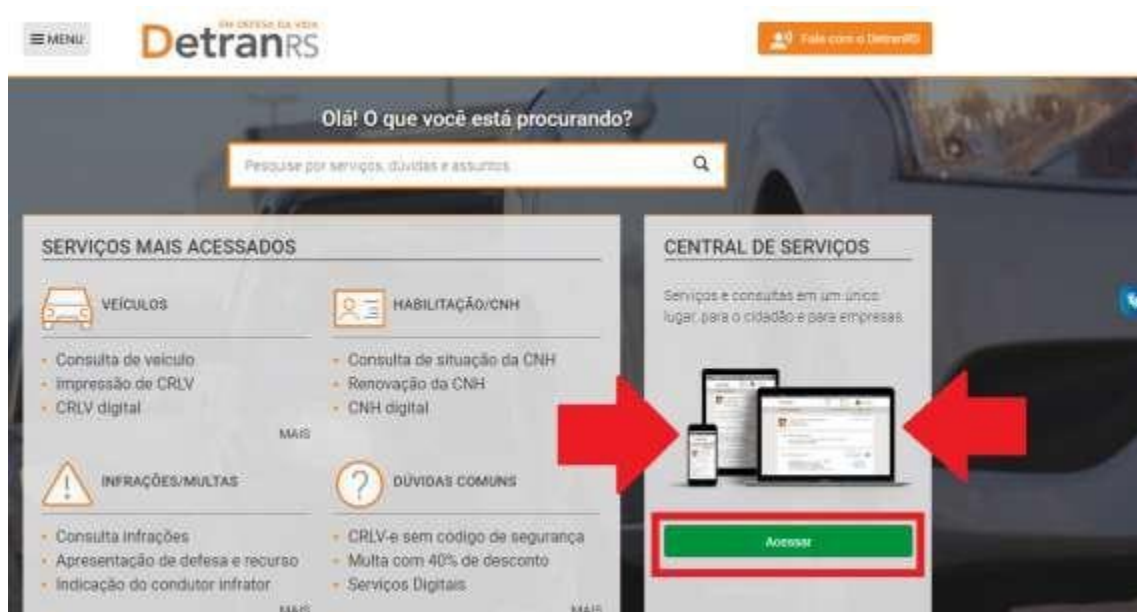 EM DEFESA DA VIDA
MENU
DetranRS
Fale com o DetranRS
Olá! O que você está procurando?
Pesquise por serviços, dúvidas e assuntos
SERVIÇOS MAIS ACESSADOS
VEÍCULOS
Consulta de veículo
Impressão de CRLV
CRLV digital
MAIS
HABILITAÇÃO/CNH
Consulta de situação da CNH
Renovação da CNH
CNH digital
INFRAÇÕES/MULTAS
Consulta infrações
Apresentação de defesa e recurso
Indicação do condutor infrator
MAIS
DÚVIDAS COMUNS
CRLV-e sem código de segurança
Multa com 40% de desconto
Serviços Digitais
MAIS
CENTRAL DE SERVIÇOS
Serviços e consultas em um único
lugar, para o cidadão e para empresas.
Acessar